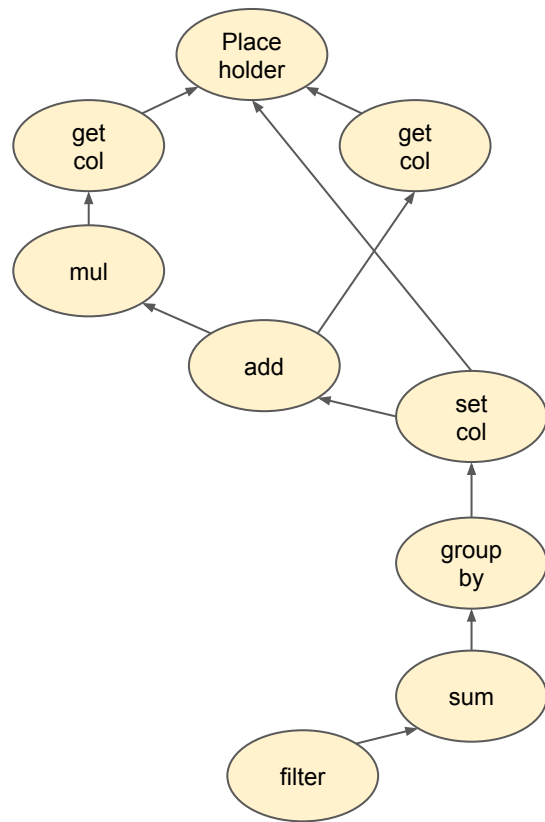 Place
holder
get
col
get
col
mul
add
set
col
group
by
sum
filter